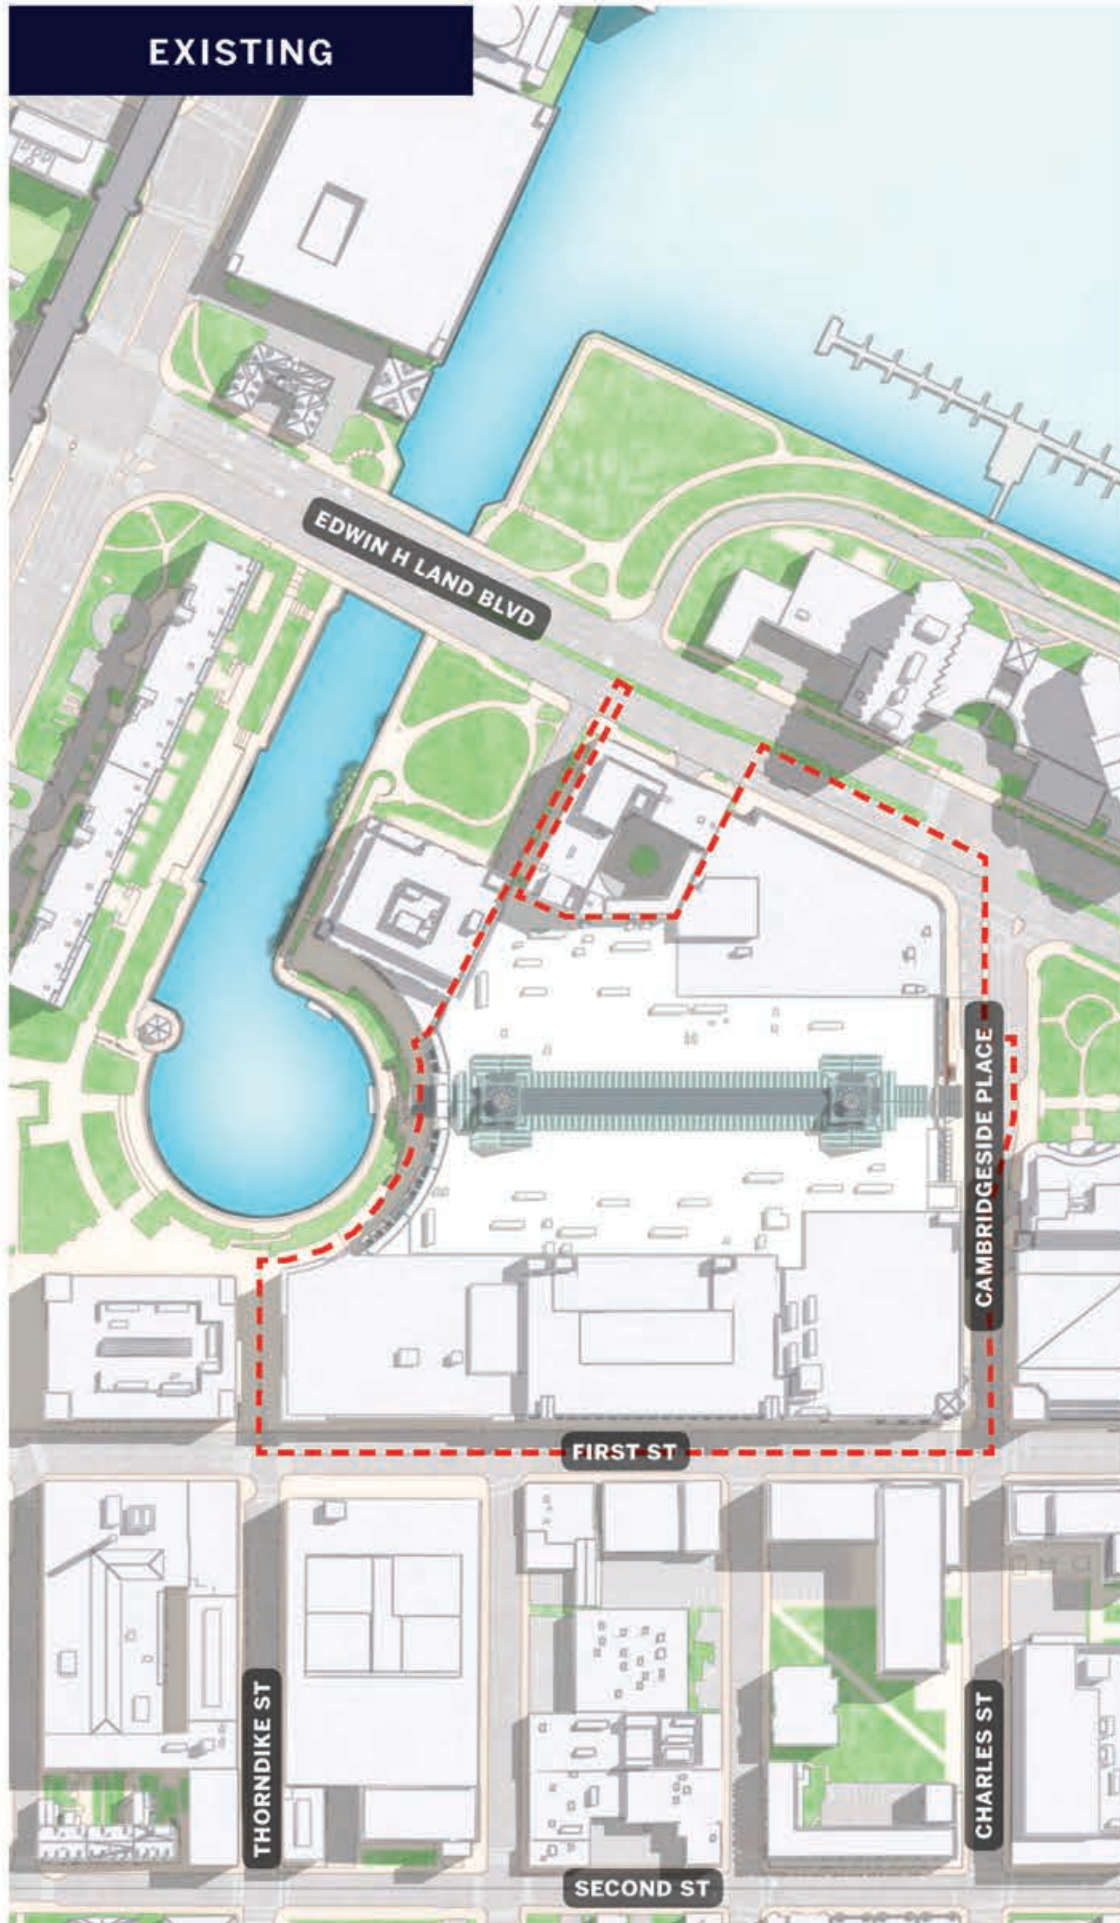 EXISTING
EDWIN H LAND BLVD
CAMBRIDGESIDE PLACE
FIRST ST
THORNDIKE ST
CHARLES ST
SECOND ST